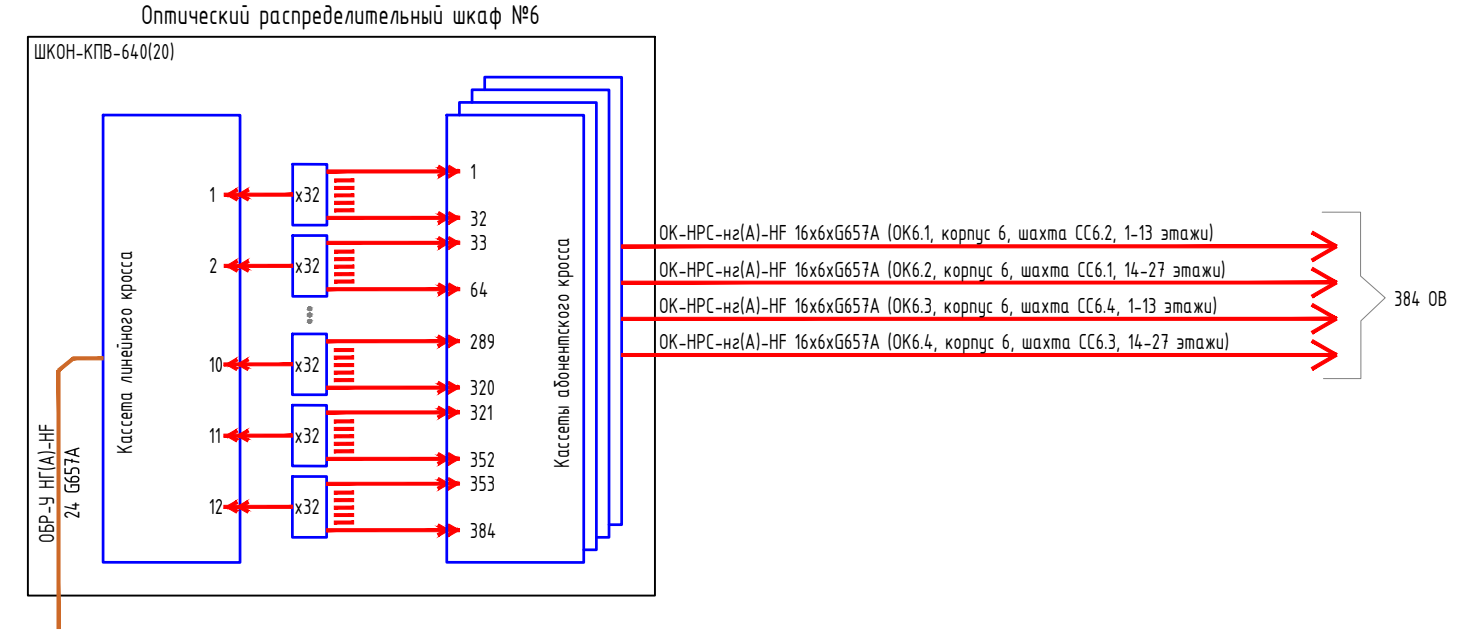 Оптический распределительный шкаф №6
ШКОН-КПВ-640(20)
Кассета линейного кросса
1
2
10
11
12
x32
x32
x32
x32
x32
1
32
33
64
289
320
321
352
353
384
Кассеты абонентского кросса
ОК-НРС-нг(А)-HF 16x6xG657A (ОК6.1, корпус 6, шахта СС6.2, 1-13 этажи)
ОК-НРС-нг(А)-HF 16x6xG657A (ОК6.2, корпус 6, шахта СС6.1, 14-27 этажи)
ОК-НРС-нг(А)-HF 16x6xG657A (ОК6.3, корпус 6, шахта СС6.4, 1-13 этажи)
ОК-НРС-нг(А)-HF 16x6xG657A (ОК6.4, корпус 6, шахта СС6.3, 14-27 этажи)
384 ОВ
ОБР-У НГ(А)-HF
24 G657A